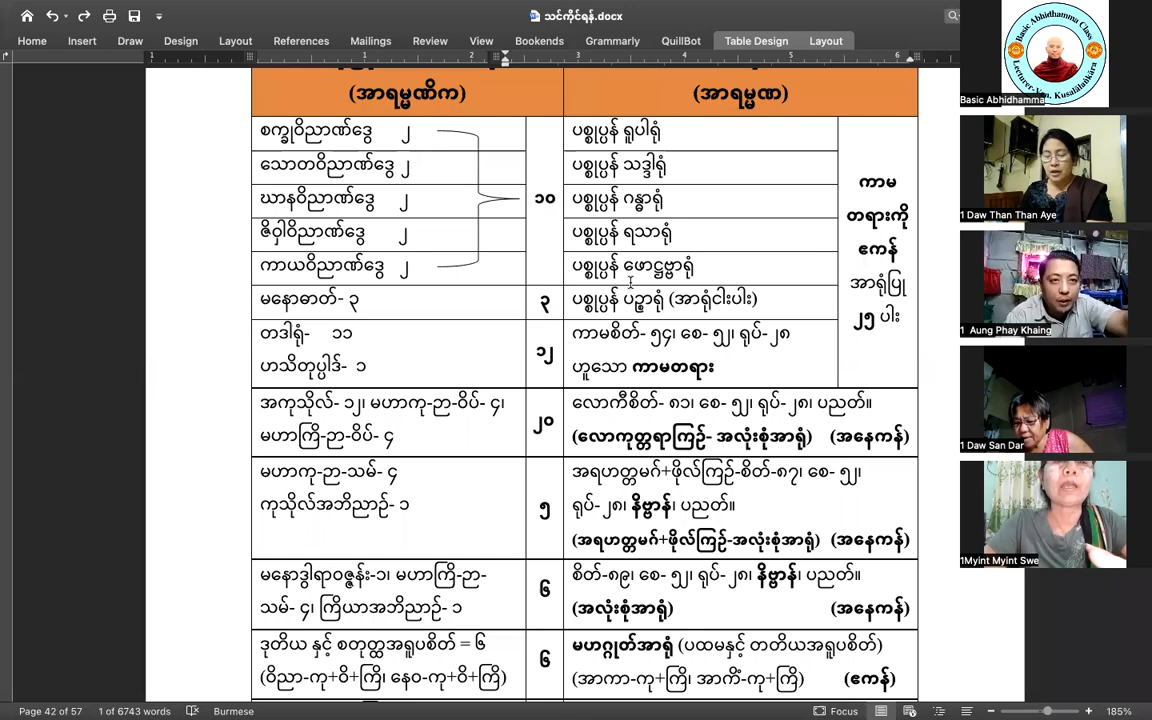 သင်ကိုင်ရန်.docx
Home Insert Draw Design Layout References Mailings Review View Bookends Grammarly QuillBot Table Design Layout
(အာရမ္မဏိက) (အာရမ္မဏ)
စက္ခုဝိညာဏ်ဒွေ ၂ ပစ္စုပ္ပန် ရူပါရုံ
သောတဝိညာဏ်ဒွေ ၂ ပစ္စုပ္ပန် သဒ္ဒါရုံ
ဃာနဝိညာဏ်ဒွေ ၂ ၁၀ ပစ္စုပ္ပန် ဂန္ဓာရုံ
ဇိဝှါဝိညာဏ်ဒွေ ၂ ပစ္စုပ္ပန် ရသာရုံ
ကာယဝိညာဏ်ဒွေ ၂ ပစ္စုပ္ပန် ဖောဋ္ဌဗ္ဗာရုံ
မနောဓာတ်- ၃ ၃ ပစ္စုပ္ပန် ပဉ္စာရုံ (အာရုံငါးပါး)
ကာမ
တရားကို
ဧကန်
အာရုံပြု
၂၅ ပါး
တဒါရုံ- ၁၁ ကာမစိတ်- ၅၄၊ စေ- ၅၂၊ ရုပ်-၂၈
ဟသိတုပ္ပါဒ်- ၁ ၁၂ ဟူသော ကာမတရား
အကုသိုလ်- ၁၂၊ မဟာကု-ဉာ-ဝိပ်- ၄၊ လောကီစိတ်- ၈၁၊ စေ- ၅၂၊ ရုပ်-၂၈၊ ပညတ်။
မဟာကြိ-ဉာ-ဝိပ်- ၄ ၂၀ (လောကုတ္တရာကြဉ်- အလုံးစုံအာရုံ) (အနေကန်)
မဟာကု-ဉာ-သမ်- ၄ အရဟတ္တမဂ်+ဖိုလ်ကြဉ်-စိတ်-၈၇၊ စေ- ၅၂၊
ကုသိုလ်အဘိညာဉ်- ၁ ၅ ရုပ်-၂၈၊ နိဗ္ဗာန်၊ ပညတ်။
(အရဟတ္တမဂ်+ဖိုလ်ကြဉ်-အလုံးစုံအာရုံ) (အနေကန်)
မနောဒွါရာဝဇ္ဇန်း-၁၊ မဟာကြိ-ဉာ- ၆ စိတ်-၈၉၊ စေ- ၅၂၊ ရုပ်-၂၈၊ နိဗ္ဗာန်၊ ပညတ်။
သမ်- ၄၊ ကြိယာအဘိညာဉ်- ၁ (အလုံးစုံအာရုံ) (အနေကန်)
ဒုတိယ နှင့် စတုတ္ထအရူပစိတ် = ၆ ၆ မဟဂ္ဂုတ်အာရုံ (ပထမနှင့် တတိယအရူပစိတ်)
(ဝိညာ-ကု+ဝိ+ကြိ၊ နေဝ-ကု+ဝိ+ကြိ) (အာကာ-ကု+ကြိ၊ အာကိံ-ကု+ကြိ) (ဧကန်)
Page 42 of 57 1 of 6743 words Burmese Focus 185%
Basic Abhidhamma Class
Lecturer-Ven. Kusalālaṅkāra
Basic Abhidhamma
1 Daw Than Than Aye
1 Aung Phay Khaing
1 Daw San Dar
1Myint Myint Swe